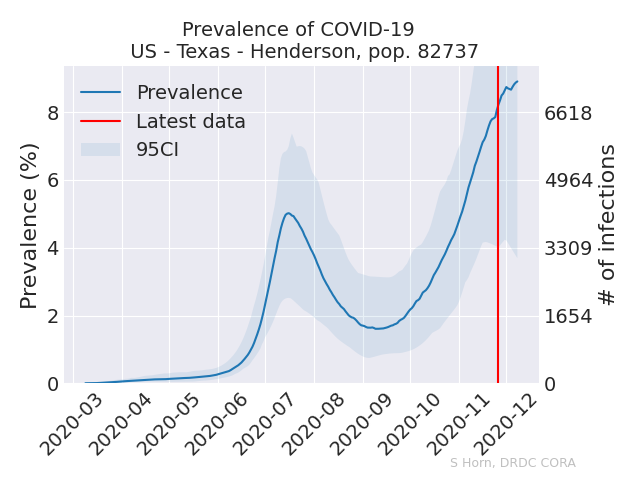 Prevalence of COVID-19
US - Texas - Henderson, pop. 82737
Prevalence
Latest data
95CI
Prevalence (%)
8
6
4
2
0
6618
4964
3309
1654
0
# of infections
2020-03
2020-04
2020-05
2020-06
2020-07
2020-08
2020-09
2020-10
2020-11
2020-12
S Horn, DRDC CORA